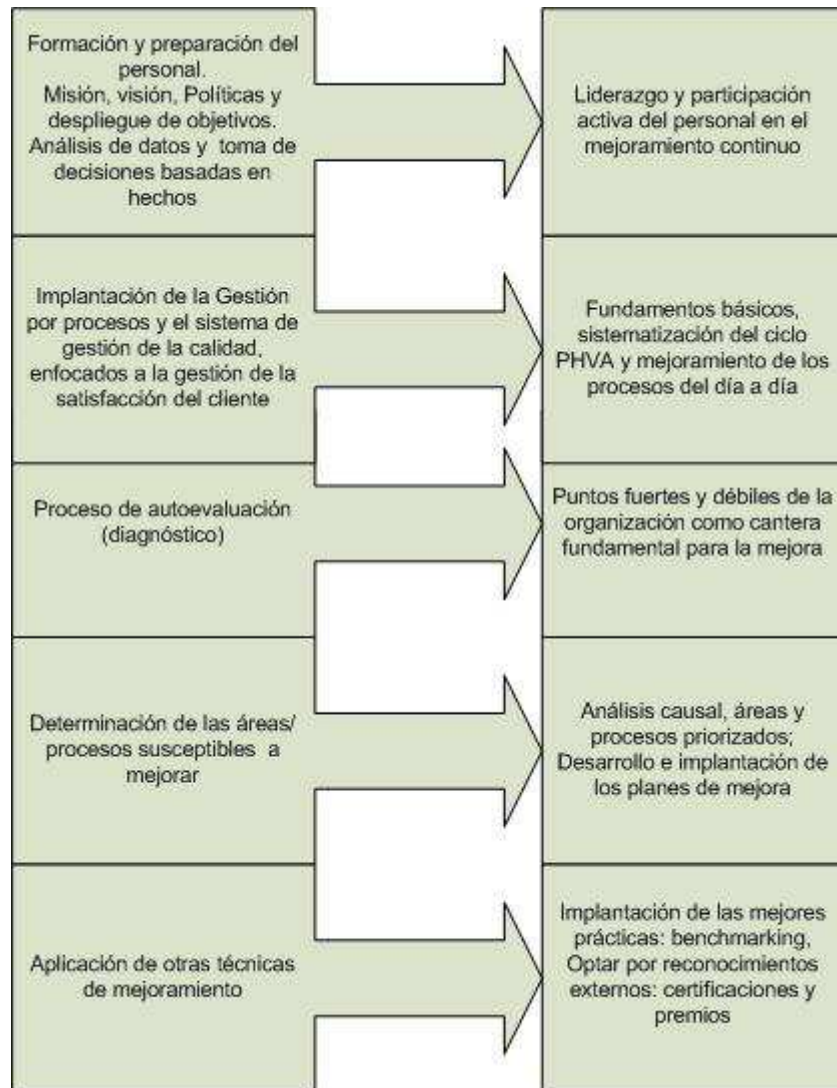 Formación y preparación del
personal.
Misión, visión, Políticas y
despliegue de objetivos.
Análisis de datos y toma de
decisiones basadas en
hechos
Liderazgo y participación
activa del personal en el
mejoramiento continuo
Implantación de la Gestión
por procesos y el sistema de
gestión de la calidad,
enfocados a la gestión de la
satisfacción del cliente
Fundamentos básicos,
sistematización del ciclo
PHVA y mejoramiento de los
procesos del día a día
Proceso de autoevaluación
(diagnóstico)
Puntos fuertes y débiles de la
organización como cantera
fundamental para la mejora
Determinación de las áreas/
procesos susceptibles a
mejorar
Análisis causal, áreas y
procesos priorizados;
Desarrollo e implantación de
los planes de mejora
Aplicación de otras técnicas
de mejoramiento
Implantación de las mejores
prácticas: benchmarking,
Optar por reconocimientos
externos: certificaciones y
premios